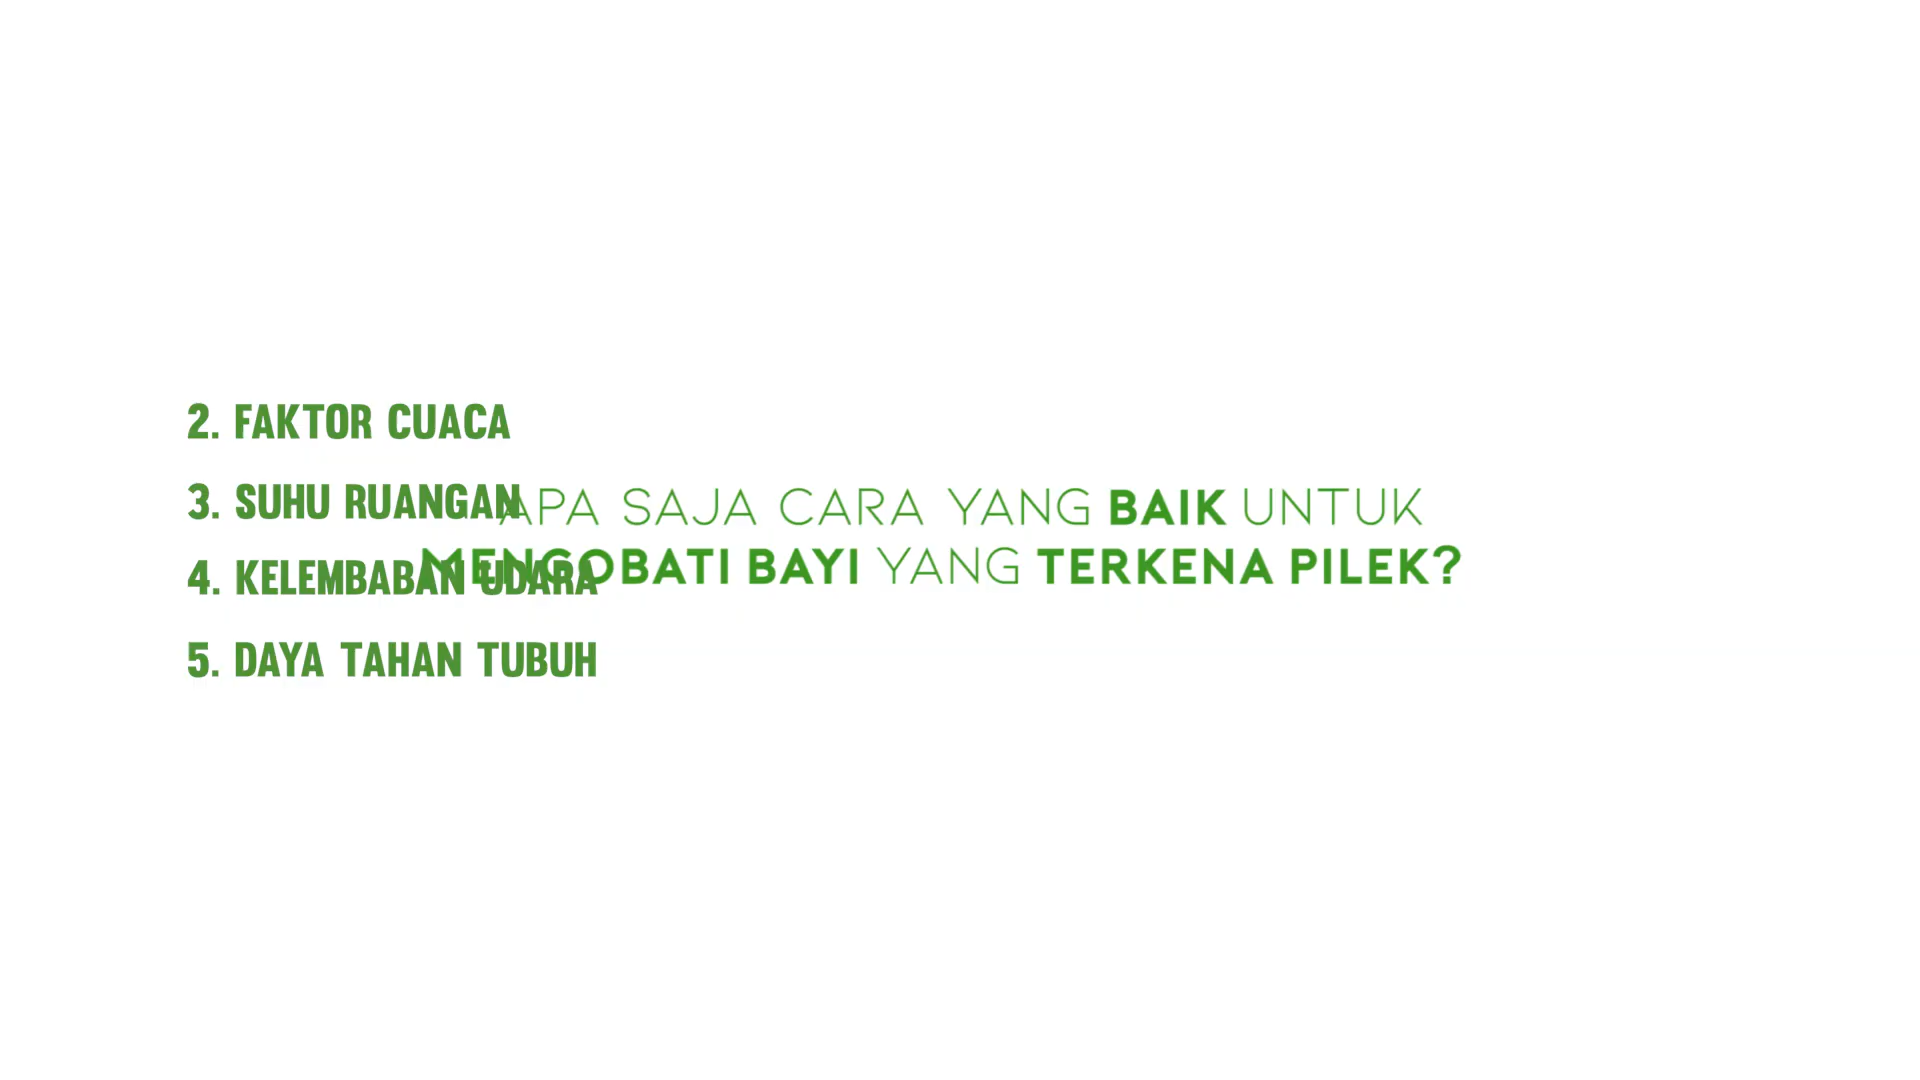 2. FAKTOR CUACA
3. SUHU RUANGAN
4. KELEMBABAN UDARA
5. DAYA TAHAN TUBUH
APA SAJA CARA YANG BAIK UNTUK
MENGOBATI BAYI YANG TERKENA PILEK?